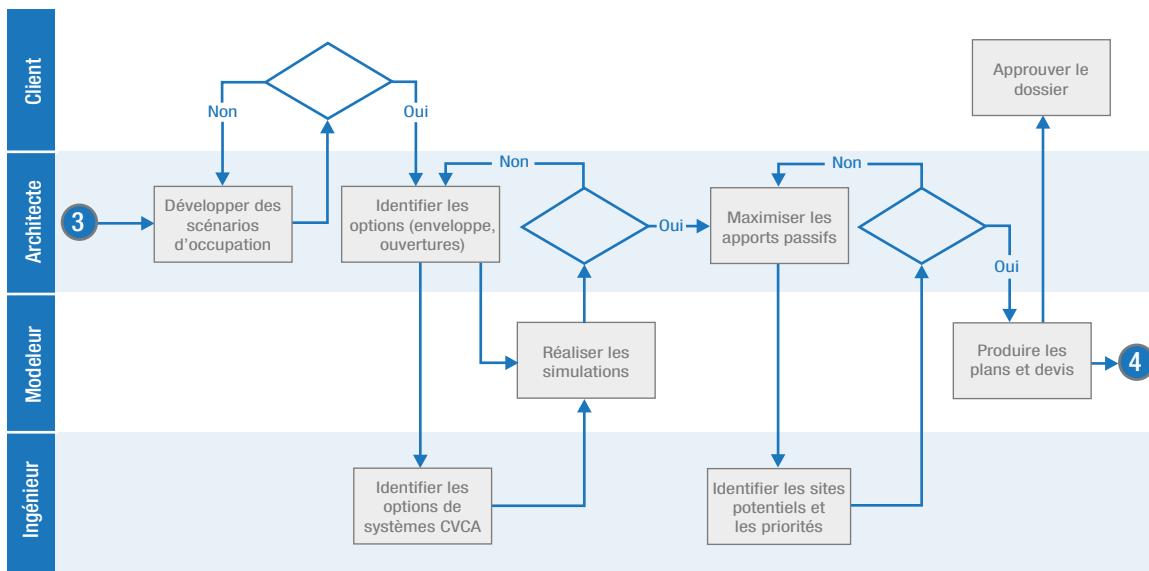 Client
Non
Oui
Approuver le
dossier
Architecte
3
Développer des
scénarios
d'occupation
Identifier les
options (enveloppe,
ouvertures)
Non
Oui
Maximiser les
apports passifs
Non
Oui
Modeleur
Réaliser les
simulations
Produire les
plans et devis
4
Ingénieur
Identifier les
options de
systèmes CVCA
Identifier les sites
potentiels et
les priorités